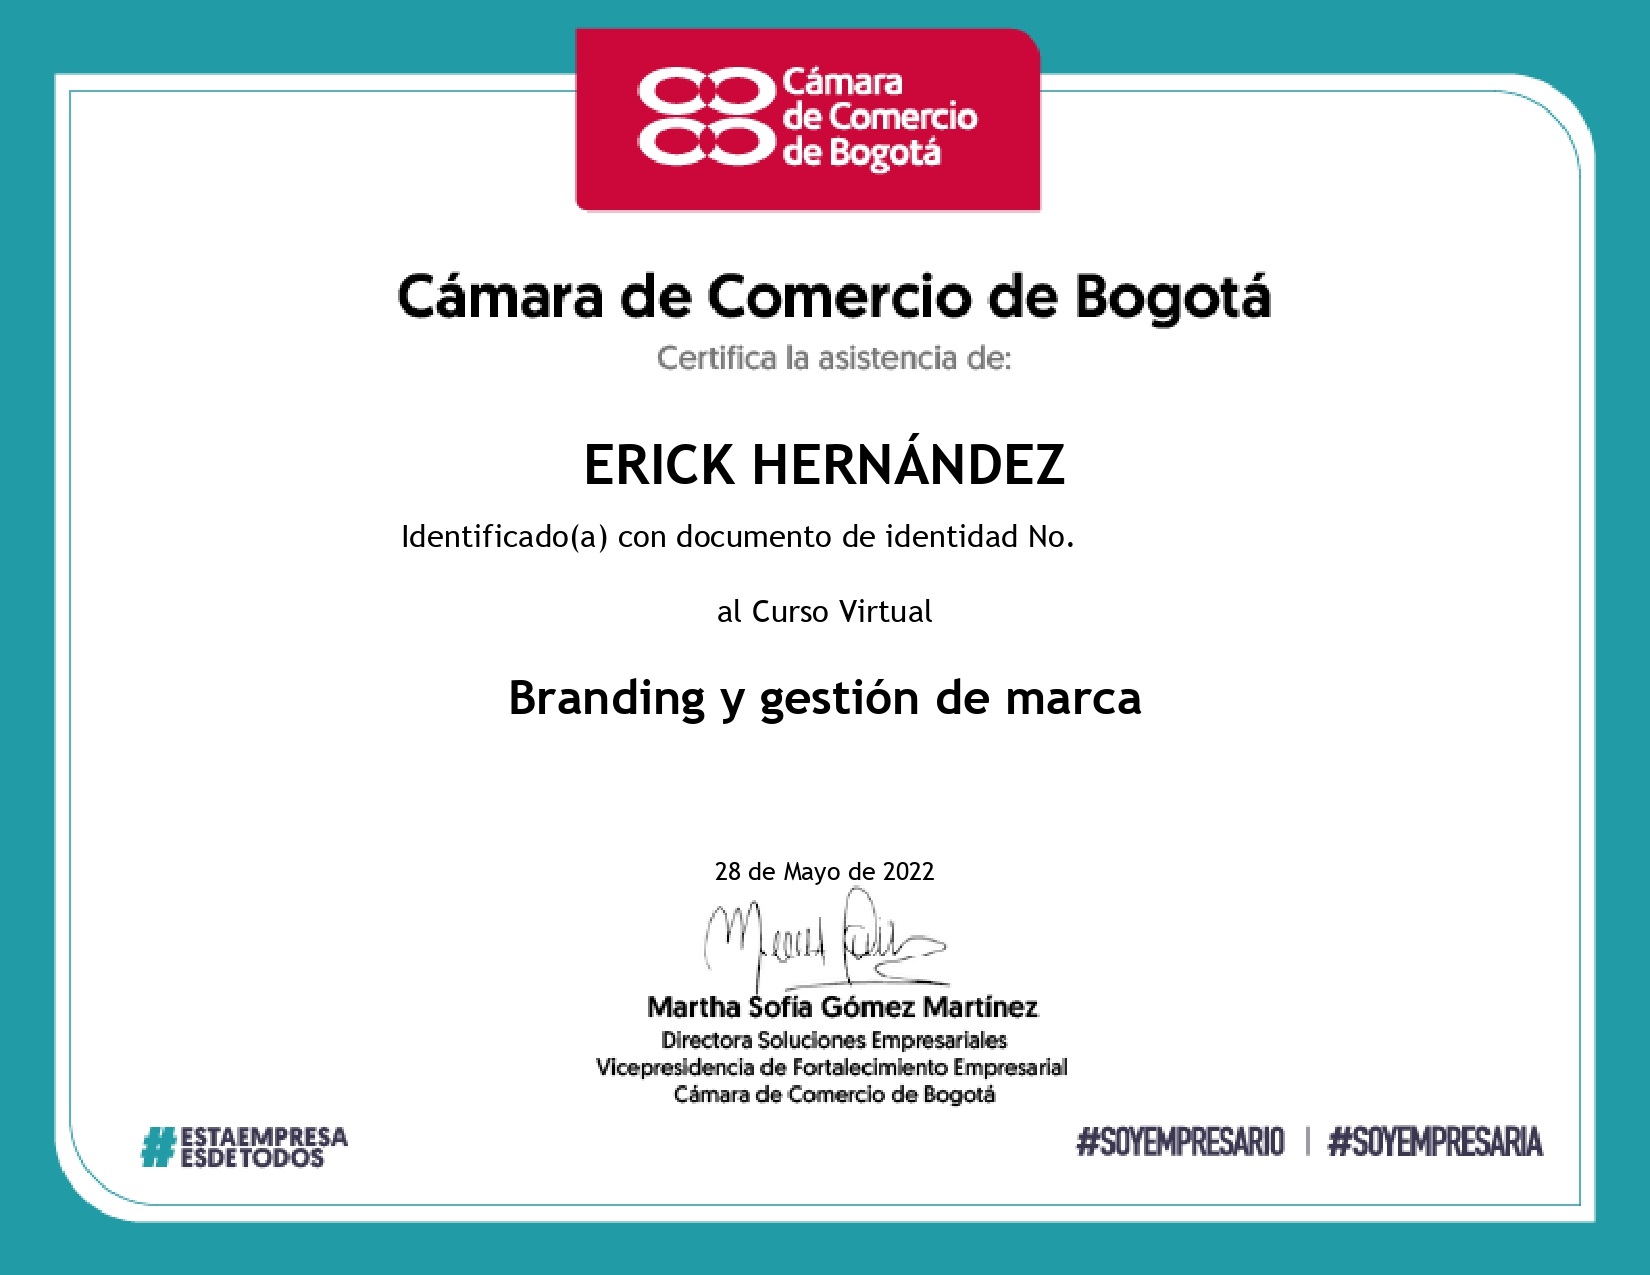 Cámara
de Comercio
de Bogotá
Cámara de Comercio de Bogotá
Certifica la asistencia de:
ERICK HERNÁNDEZ
Identificado(a) con documento de identidad No.
al Curso Virtual
Branding y gestión de marca
28 de Mayo de 2022
Martha Sofía Gómez Martínez
Directora Soluciones Empresariales
Vicepresidencia de Fortalecimiento Empresarial
Cámara de Comercio de Bogotá
#ESTAEMPRESA
ESDETODOS
#SOYEMPRESARIO | #SOYEMPRESARIA